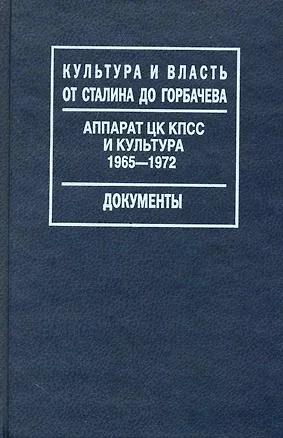 КУЛЬТУРА И ВЛАСТЬ
ОТ СТАЛИНА ДО ГОРБАЧЕВА
АППАРАТ ЦК КПСС
И КУЛЬТУРА
1965—1972
ДОКУМЕНТЫ